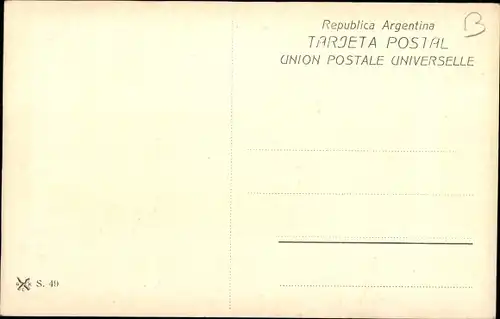 Republica Argentina
TARJETA POSTAL
UNION POSTALE UNIVERSELLE
B
S. 49